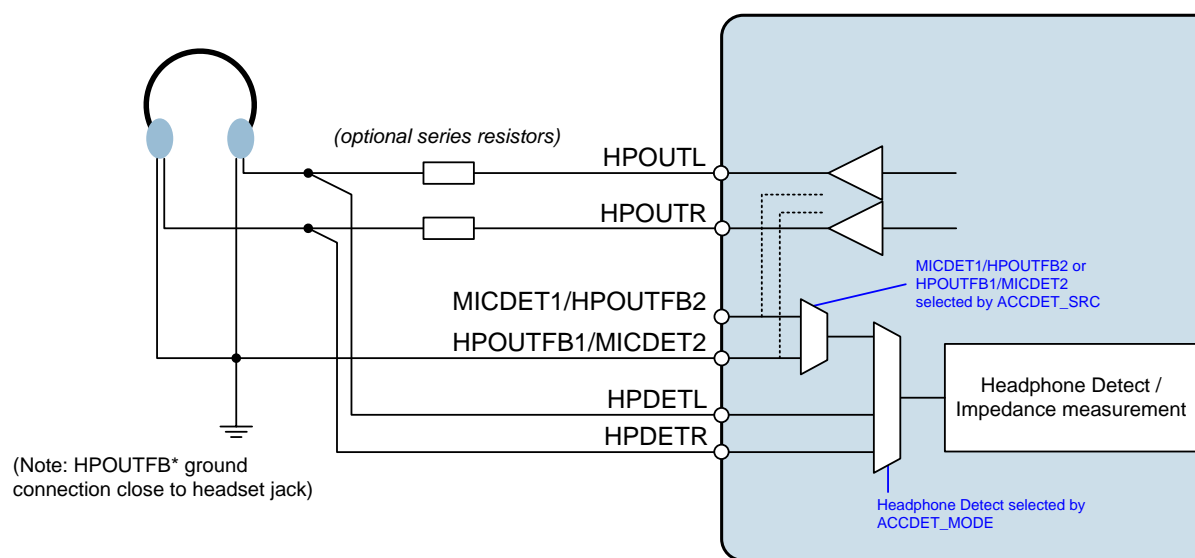 (optional series resistors)
HPOUTL
HPOUTR
MICDET1/HPOUTFB2 or
HPOUTFB1/MICDET2
selected by ACCDET_SRC
MICDET1/HPOUTFB2
HPOUTFB1/MICDET2
Headphone Detect /
Impedance measurement
HPDETL
HPDETR
(Note: HPOUTFB* ground
connection close to headset jack)
Headphone Detect selected by
ACCDET_MODE